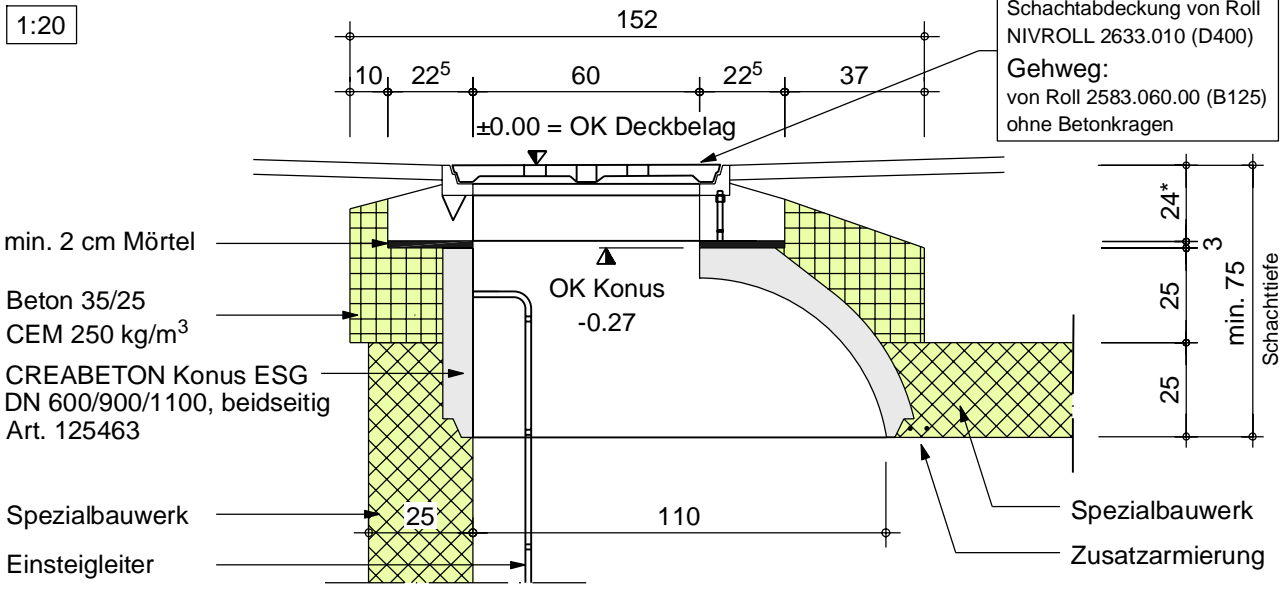 1:20
152
Schachtabdeckung von Roll
NIVROLL 2633.010 (D400)
Gehweg:
von Roll 2583.060.00 (B125)
ohne Betonkragen
10 22⁵ 60 22⁵ 37
±0.00 = OK Deckbelag
24*
3
25
25
min. 75
Schachttiefe
min. 2 cm Mörtel
OK Konus
-0.27
Beton 35/25
CEM 250 kg/m³
CREABETON Konus ESG
DN 600/900/1100, beidseitig
Art. 125463
Spezialbauwerk
25
110
Spezialbauwerk
Einsteigleiter
Zusatzarmierung